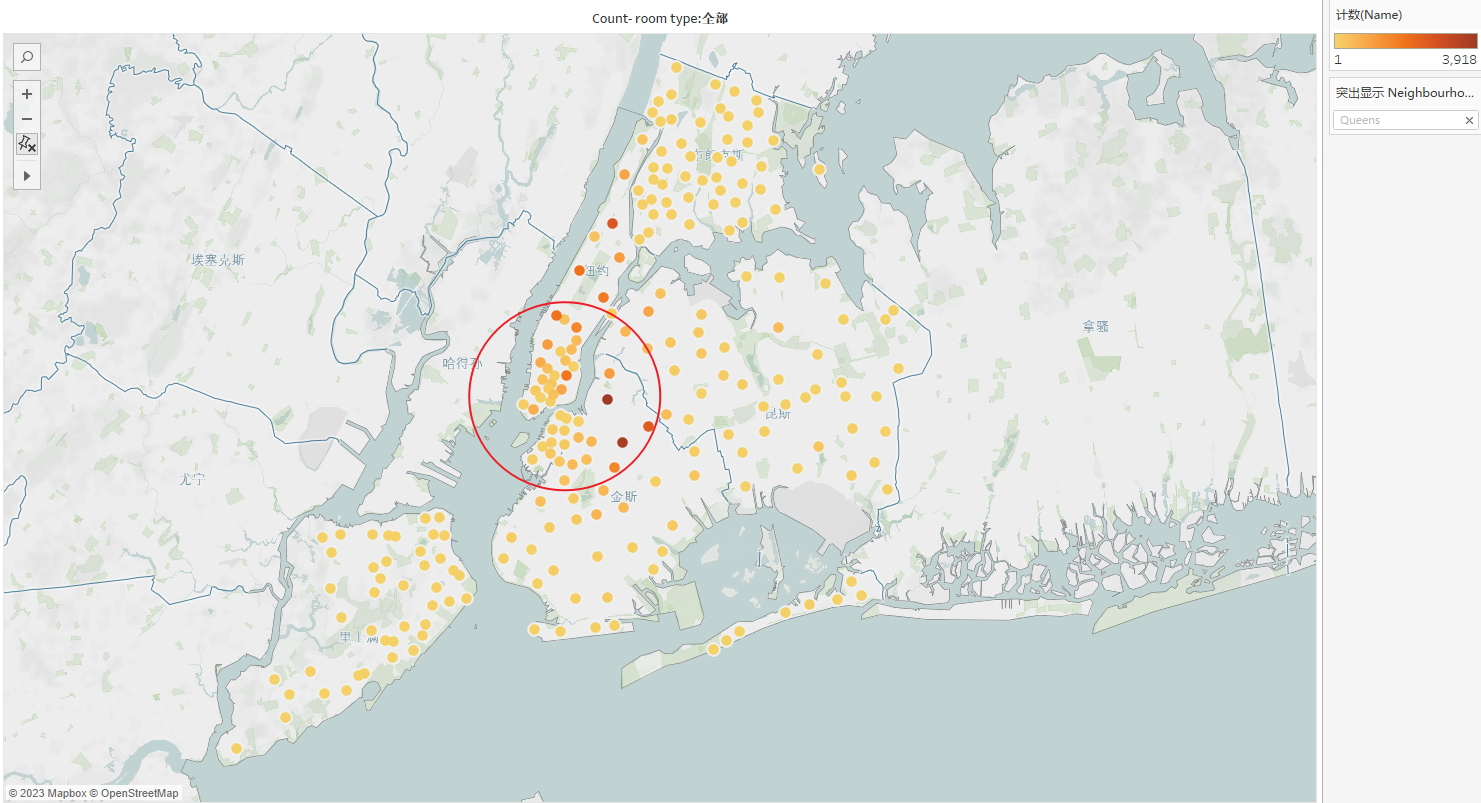 Count- room type:全部
计数(Name)
1 3,918
突出显示 Neighbourho...
Queens
埃塞克斯
纽约
拿骚
哈得孙
昆斯
尤宁
金斯
© 2023 Mapbox © OpenStreetMap